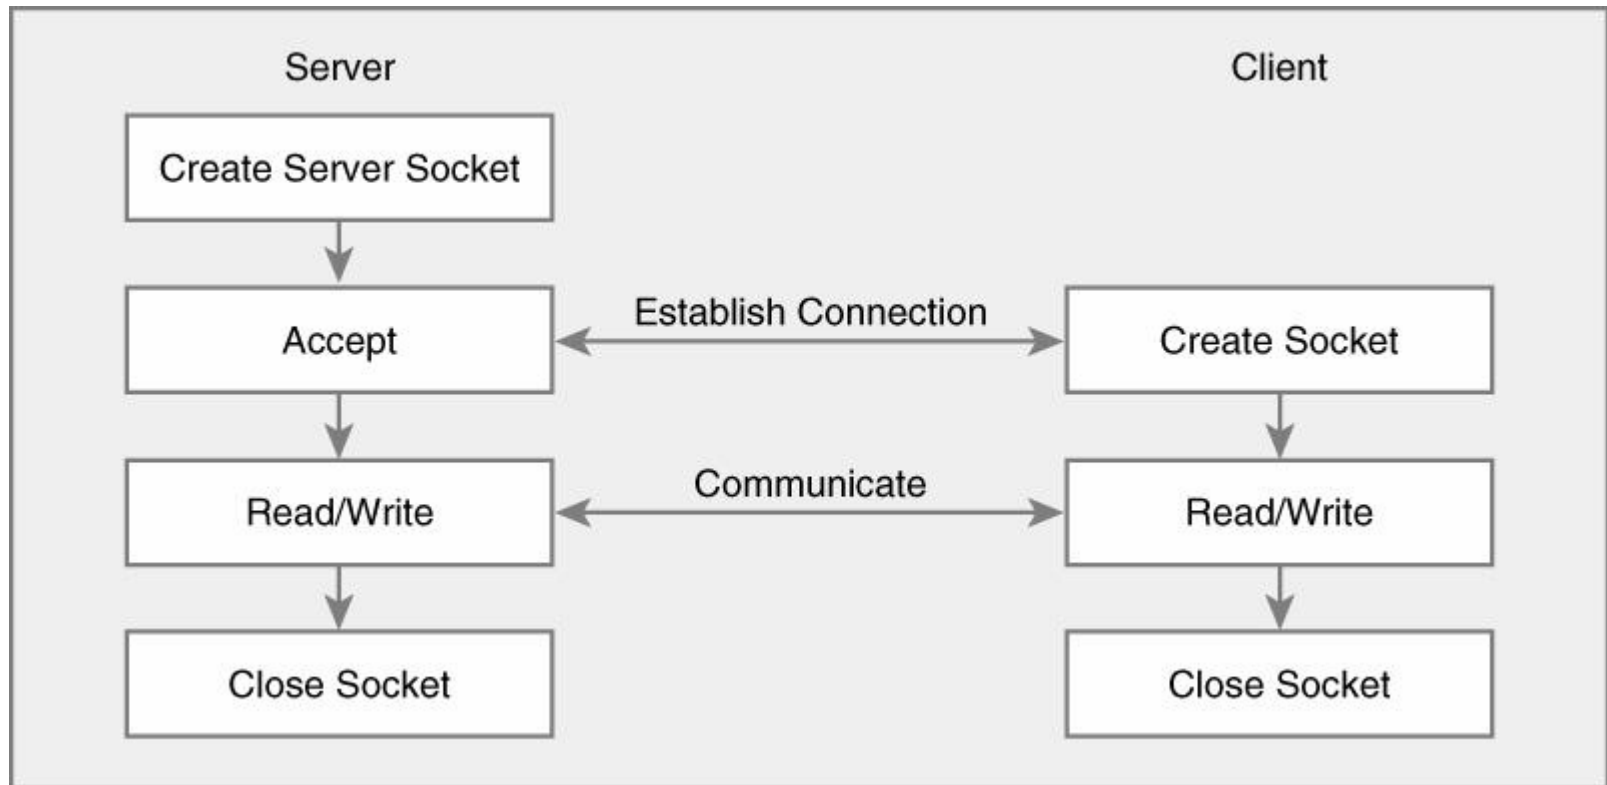 Server
Client
Create Server Socket
Accept
Establish Connection
Create Socket
Read/Write
Communicate
Read/Write
Close Socket
Close Socket